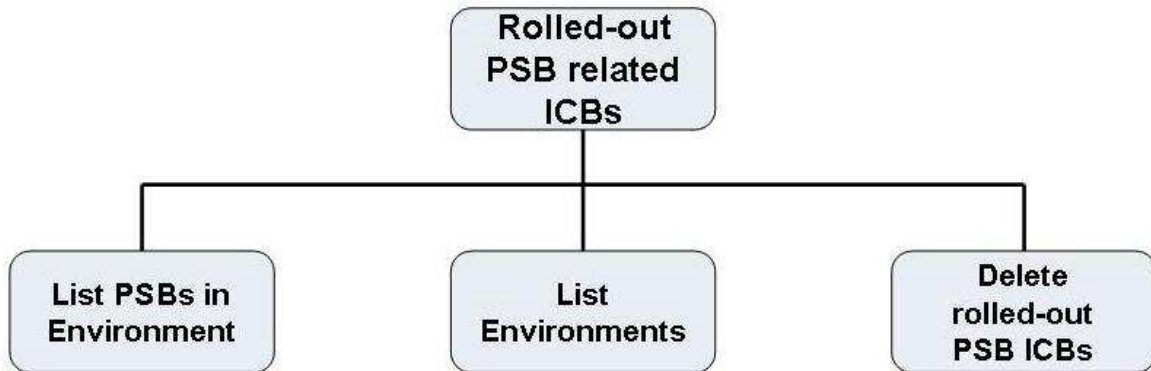 Rolled-out
PSB related
ICBs
List PSBs in
Environment
List
Environments
Delete
rolled-out
PSB ICBs